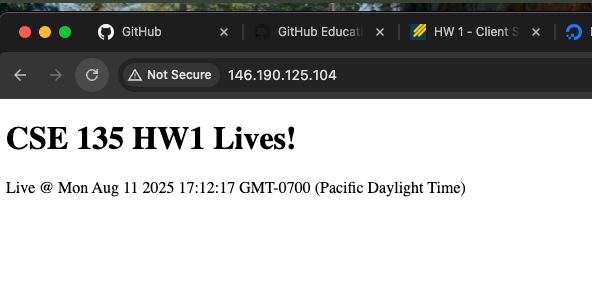 GitHub
GitHub Educati
HW 1 - Client S
Not Secure
146.190.125.104
CSE 135 HW1 Lives!
Live @ Mon Aug 11 2025 17:12:17 GMT-0700 (Pacific Daylight Time)